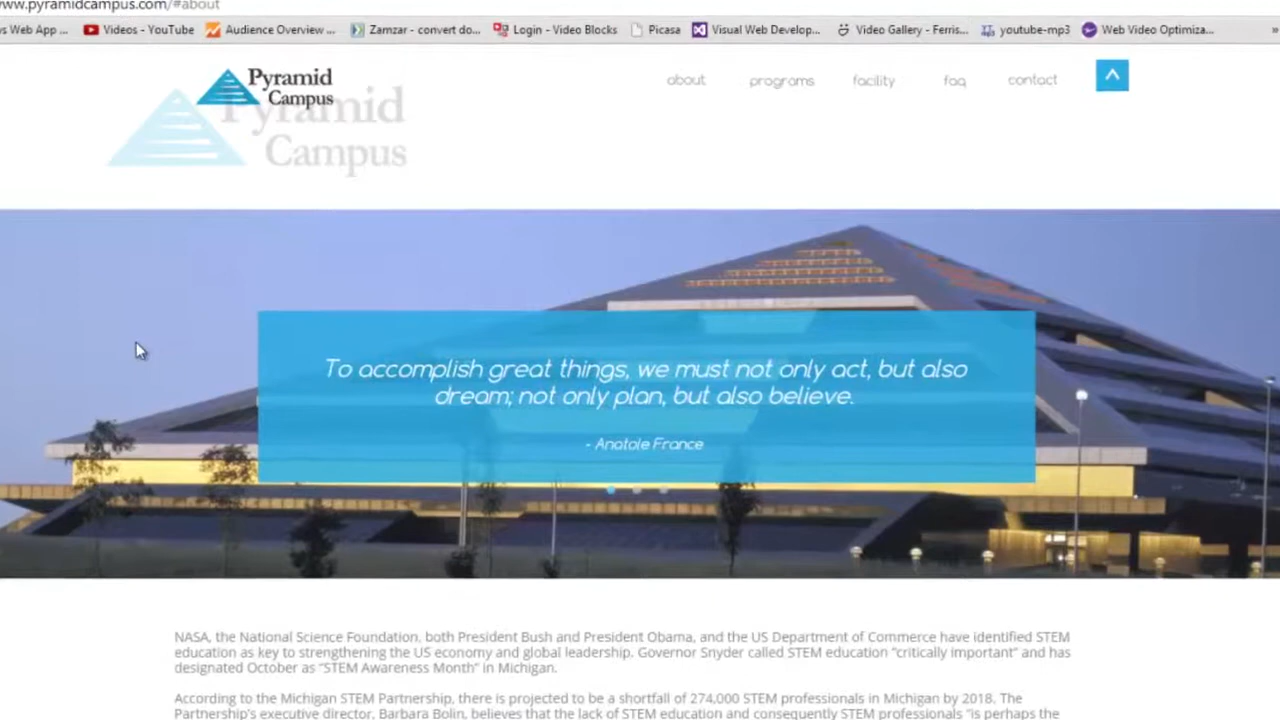 www.pyramidcampus.com/#about
s Web App ... Videos - YouTube Audience Overview ... Zamzar - convert do... Login - Video Blocks Picasa Visual Web Develop... Video Gallery - Ferris... youtube-mp3 Web Video Optimiza... »
Pyramid
Campus
Pyramid
Campus
about programs facility faq contact
To accomplish great things, we must not only act, but also
dream; not only plan, but also believe.
- Anatole France
NASA, the National Science Foundation, both President Bush and President Obama, and the US Department of Commerce have identified STEM
education as key to strengthening the US economy and global leadership. Governor Snyder called STEM education "critically important" and has
designated October as "STEM Awareness Month" in Michigan.
According to the Michigan STEM Partnership, there is projected to be a shortfall of 274,000 STEM professionals in Michigan by 2018. The
Partnership's executive director, Barbara Bolin, believes that the lack of STEM education and consequently STEM professionals "is perhaps the